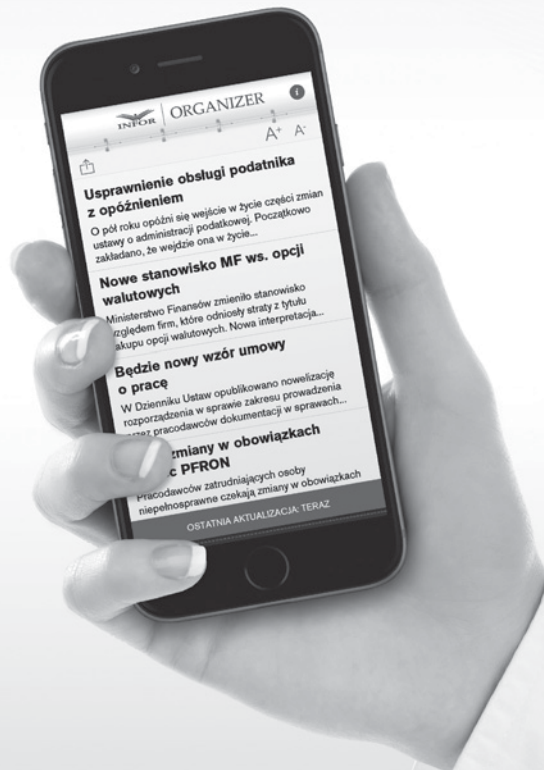 INFOR ORGANIZER
i
A+ A-
Usprawnienie obsługi podatnika
z opóźnieniem
O pół roku opóźni się wejście w życie części zmian
ustawy o administracji podatkowej. Początkowo
zakładano, że wejdzie ona w życie...
Nowe stanowisko MF ws. opcji
walutowych
Ministerstwo Finansów zmieniło stanowisko
względem firm, które odniosły straty z tytułu
zakupu opcji walutowych. Nowa interpretacja...
Będzie nowy wzór umowy
o pracę
W Dzienniku Ustaw opublikowano nowelizację
rozporządzenia w sprawie zakresu prowadzenia
przez pracodawców dokumentacji w sprawach...
zmiany w obowiązkach
PFRON
Pracodawców zatrudniających osoby
niepełnosprawne czekają zmiany w obowiązkach
OSTATNIA AKTUALIZACJA: TERAZ